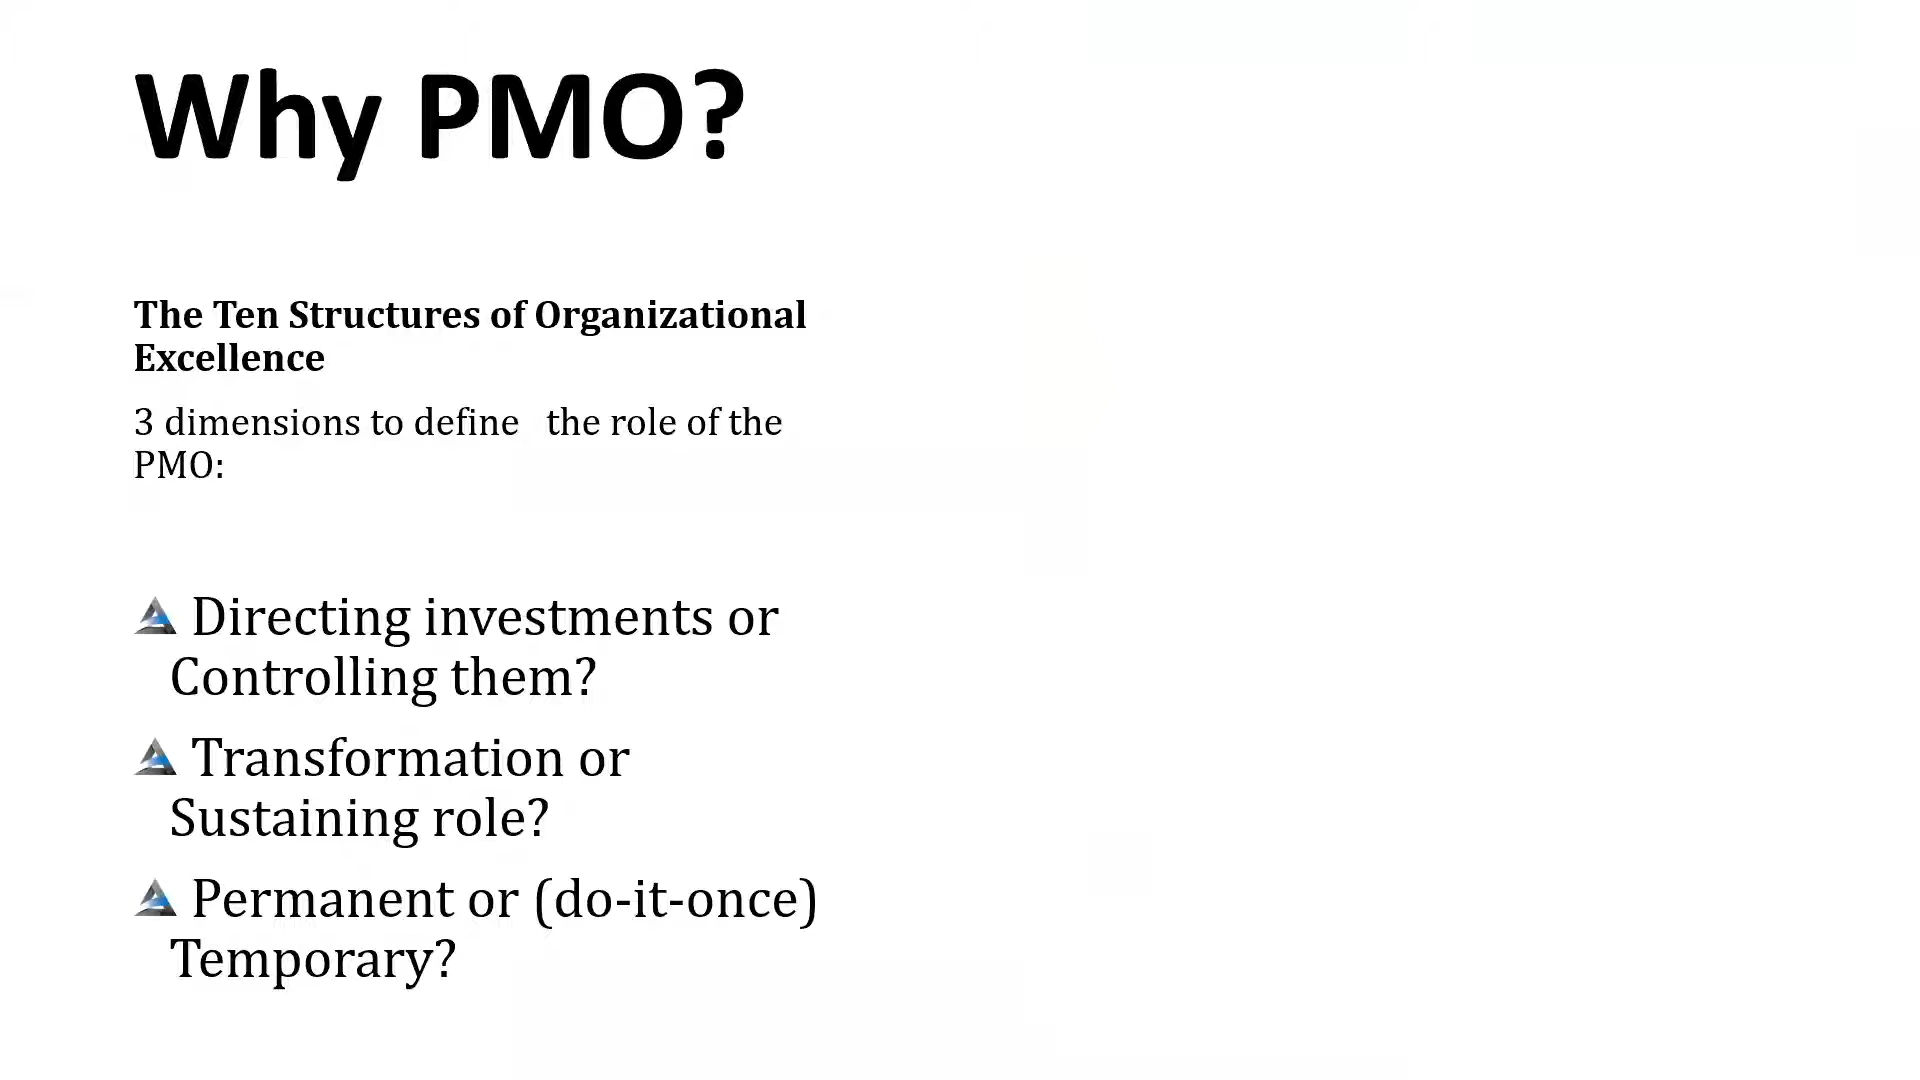 Why PMO?
The Ten Structures of Organizational
Excellence
3 dimensions to define the role of the
PMO:
Directing investments or
Controlling them?
Transformation or
Sustaining role?
Permanent or (do-it-once)
Temporary?